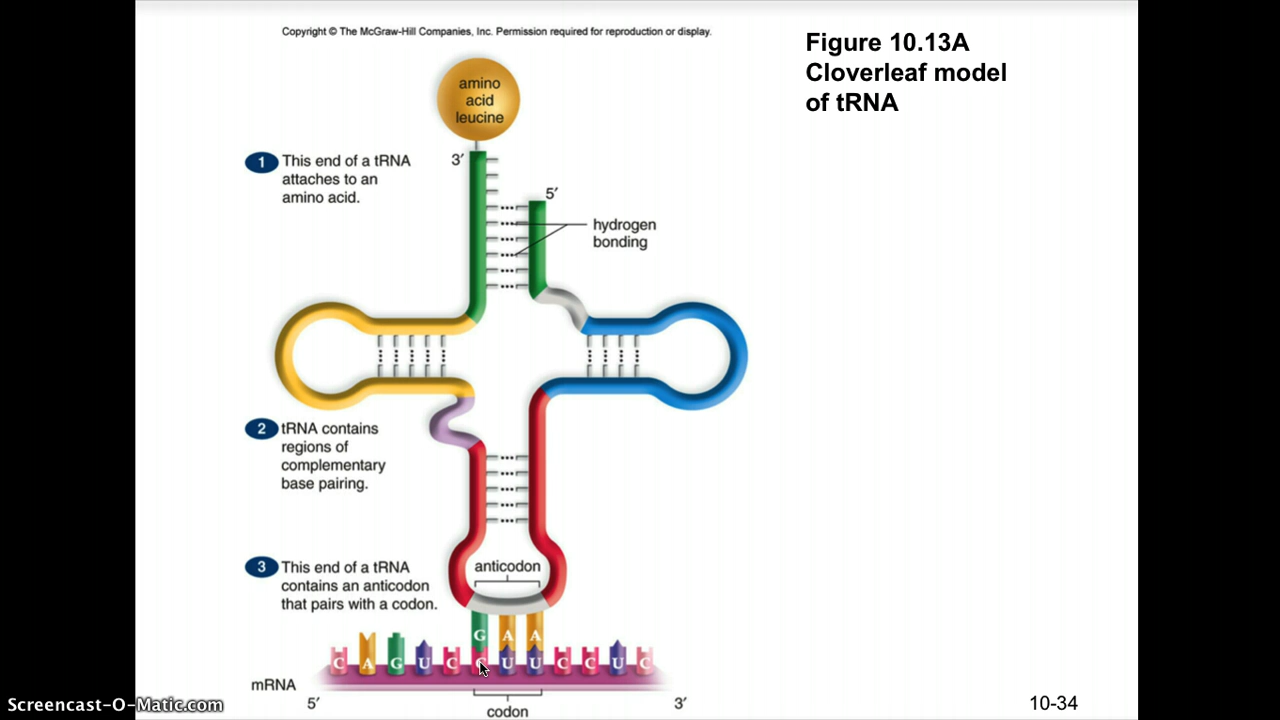 Copyright © The McGraw-Hill Companies, Inc. Permission required for reproduction or display.
Figure 10.13A
Cloverleaf model
of tRNA
amino
acid
leucine
1
This end of a tRNA
attaches to an
amino acid.
3′
5′
hydrogen
bonding
2
tRNA contains
regions of
complementary
base pairing.
3
This end of a tRNA
contains an anticodon
that pairs with a codon.
anticodon
G A A
C A G U C C U U C C U C
mRNA
5′
3′
codon
10-34
Screencast-O-Matic.com